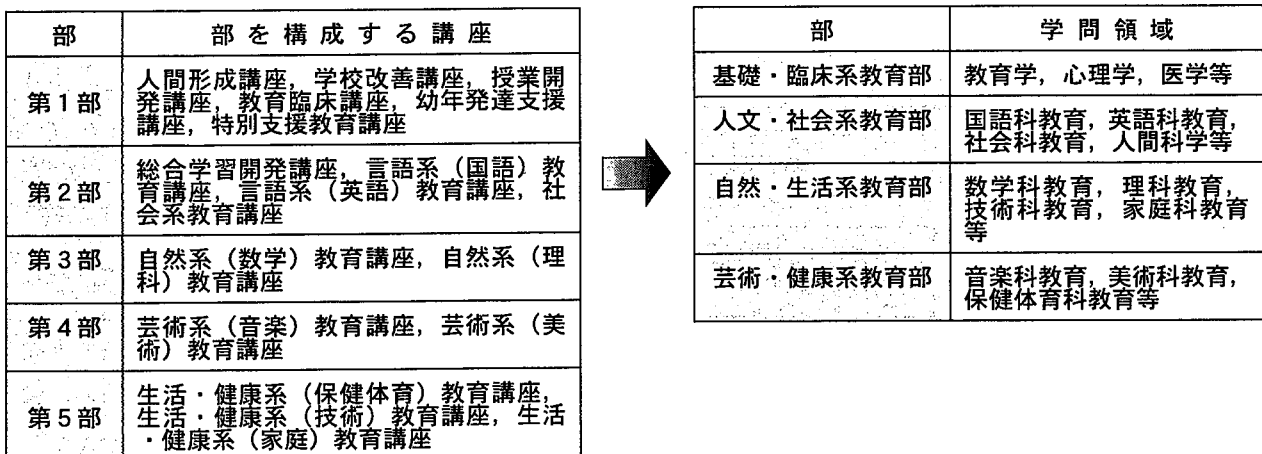 部
部を構成する講座
第1部
人間形成講座，学校改善講座，授業開
発講座，教育臨床講座，幼年発達支援
講座，特別支援教育講座
第2部
総合学習開発講座，言語系（国語）教
育講座，言語系（英語）教育講座，社
会系教育講座
第3部
自然系（数学）教育講座，自然系（理
科）教育講座
第4部
芸術系（音楽）教育講座，芸術系（美
術）教育講座
第5部
生活・健康系（保健体育）教育講座，
生活・健康系（技術）教育講座，生活
・健康系（家庭）教育講座
部
学問領域
基礎・臨床系教育部
教育学，心理学，医学等
人文・社会系教育部
国語科教育，英語科教育，
社会科教育，人間科学等
自然・生活系教育部
数学科教育，理科教育，
技術科教育，家庭科教育
等
芸術・健康系教育部
音楽科教育，美術科教育，
保健体育科教育等